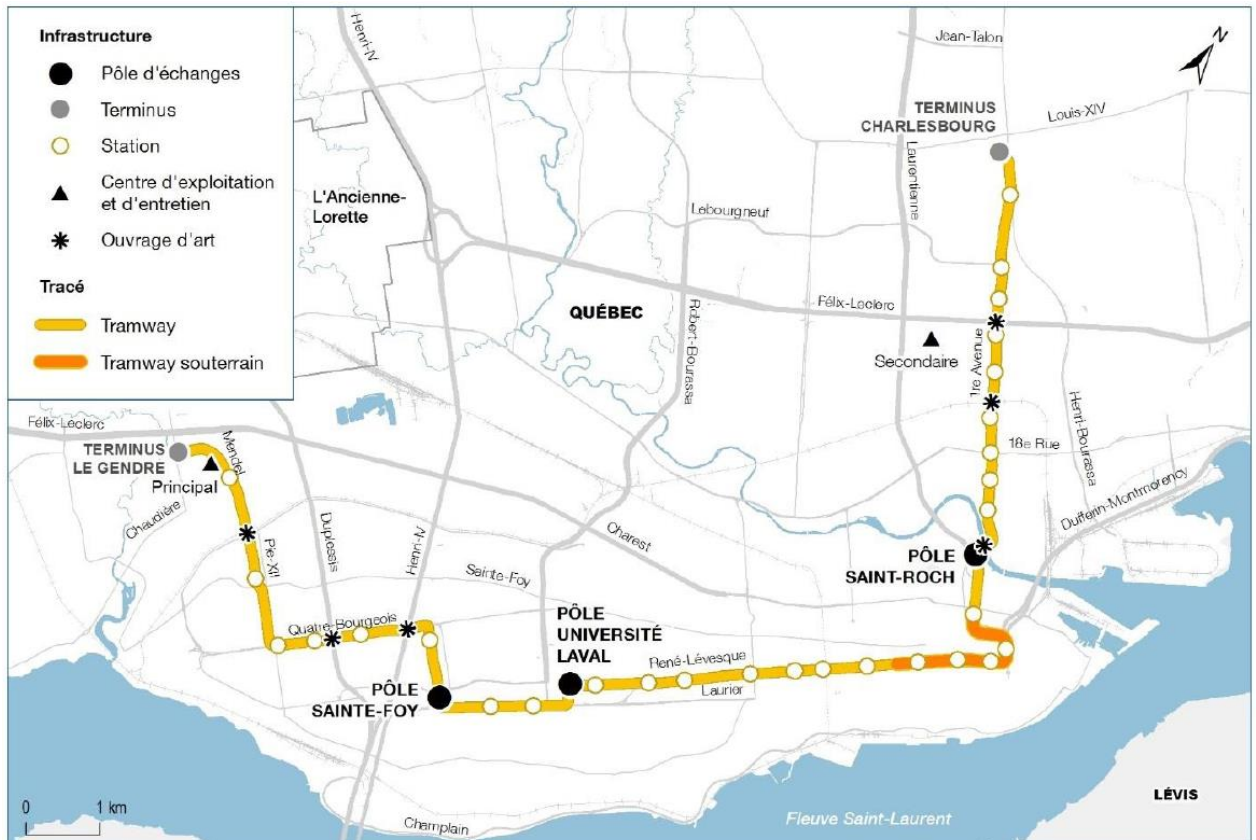 Infrastructure
Pôle d'échanges
Terminus
Station
Centre d'exploitation
et d'entretien
Ouvrage d'art
Tracé
Tramway
Tramway souterrain
Henri-IV
Jean-Talon
N
TERMINUS
CHARLESBOURG
Louis-XIV
Laurentienne
L'Ancienne-
Lorette
Lebourgneuf
QUÉBEC
Robert-Bourassa
Félix-Leclerc
Secondaire
1re Avenue
Henri-Bourassa
18e Rue
Dufferin-Montmorency
Félix-Leclerc
TERMINUS
LE GENDRE
Mendel
Principal
Chaudière
Pie-XII
Duplessis
Henri-IV
Charest
Sainte-Foy
Quatre-Bourgeois
PÔLE
SAINT-ROCH
PÔLE
UNIVERSITÉ
LAVAL
René-Lévesque
Laurier
PÔLE
SAINTE-FOY
0 1 km
Champlain
Fleuve Saint-Laurent
LÉVIS